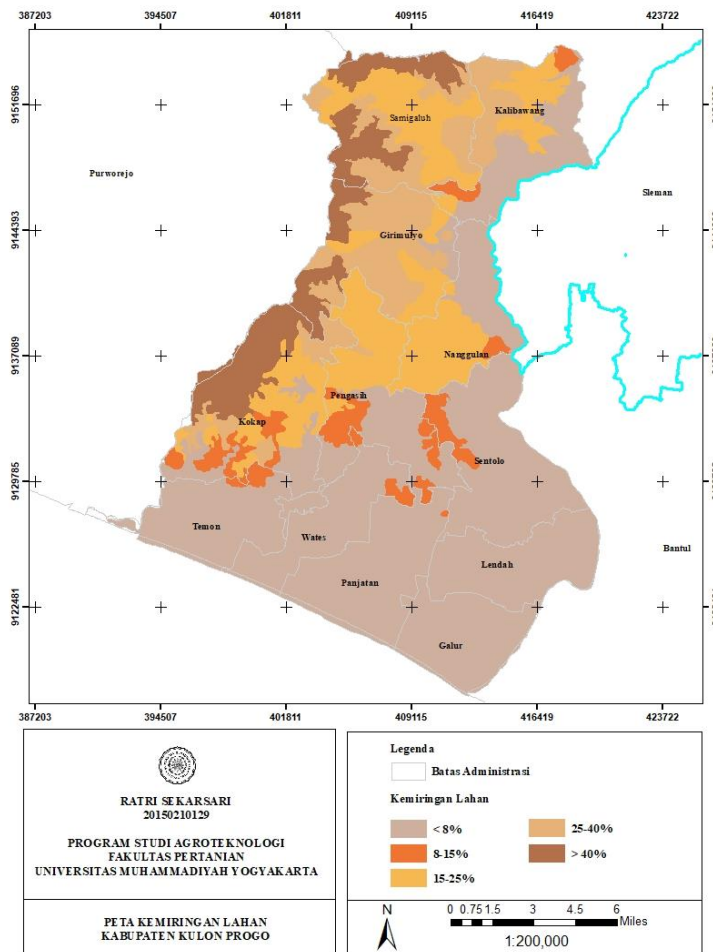 387203 394507 401811 409115 416419 423722
Samigaluh
Kalibawang
Purworejo
Sleman
9144393
Girimulyo
9137089
Nanggulan
Pengasih
Kokap
Sentolo
9129785
Temon
Wates
Bantul
Lendah
Panjatan
9122481
Galur
387203 394507 401811 409115 416419 423722
RATRI SEKARSARI
20150210129
PROGRAM STUDI AGROTEKNOLOGI
FAKULTAS PERTANIAN
UNIVERSITAS MUHAMMADIYAH YOGYAKARTA
PETA KEMIRINGAN LAHAN
KABUPATEN KULON PROGO
Legenda
Batas Administrasi
Kemiringan Lahan
< 8% 25-40%
8-15% > 40%
15-25%
N
0 0.75 1.5 3 4.5 6
Miles
1:200,000